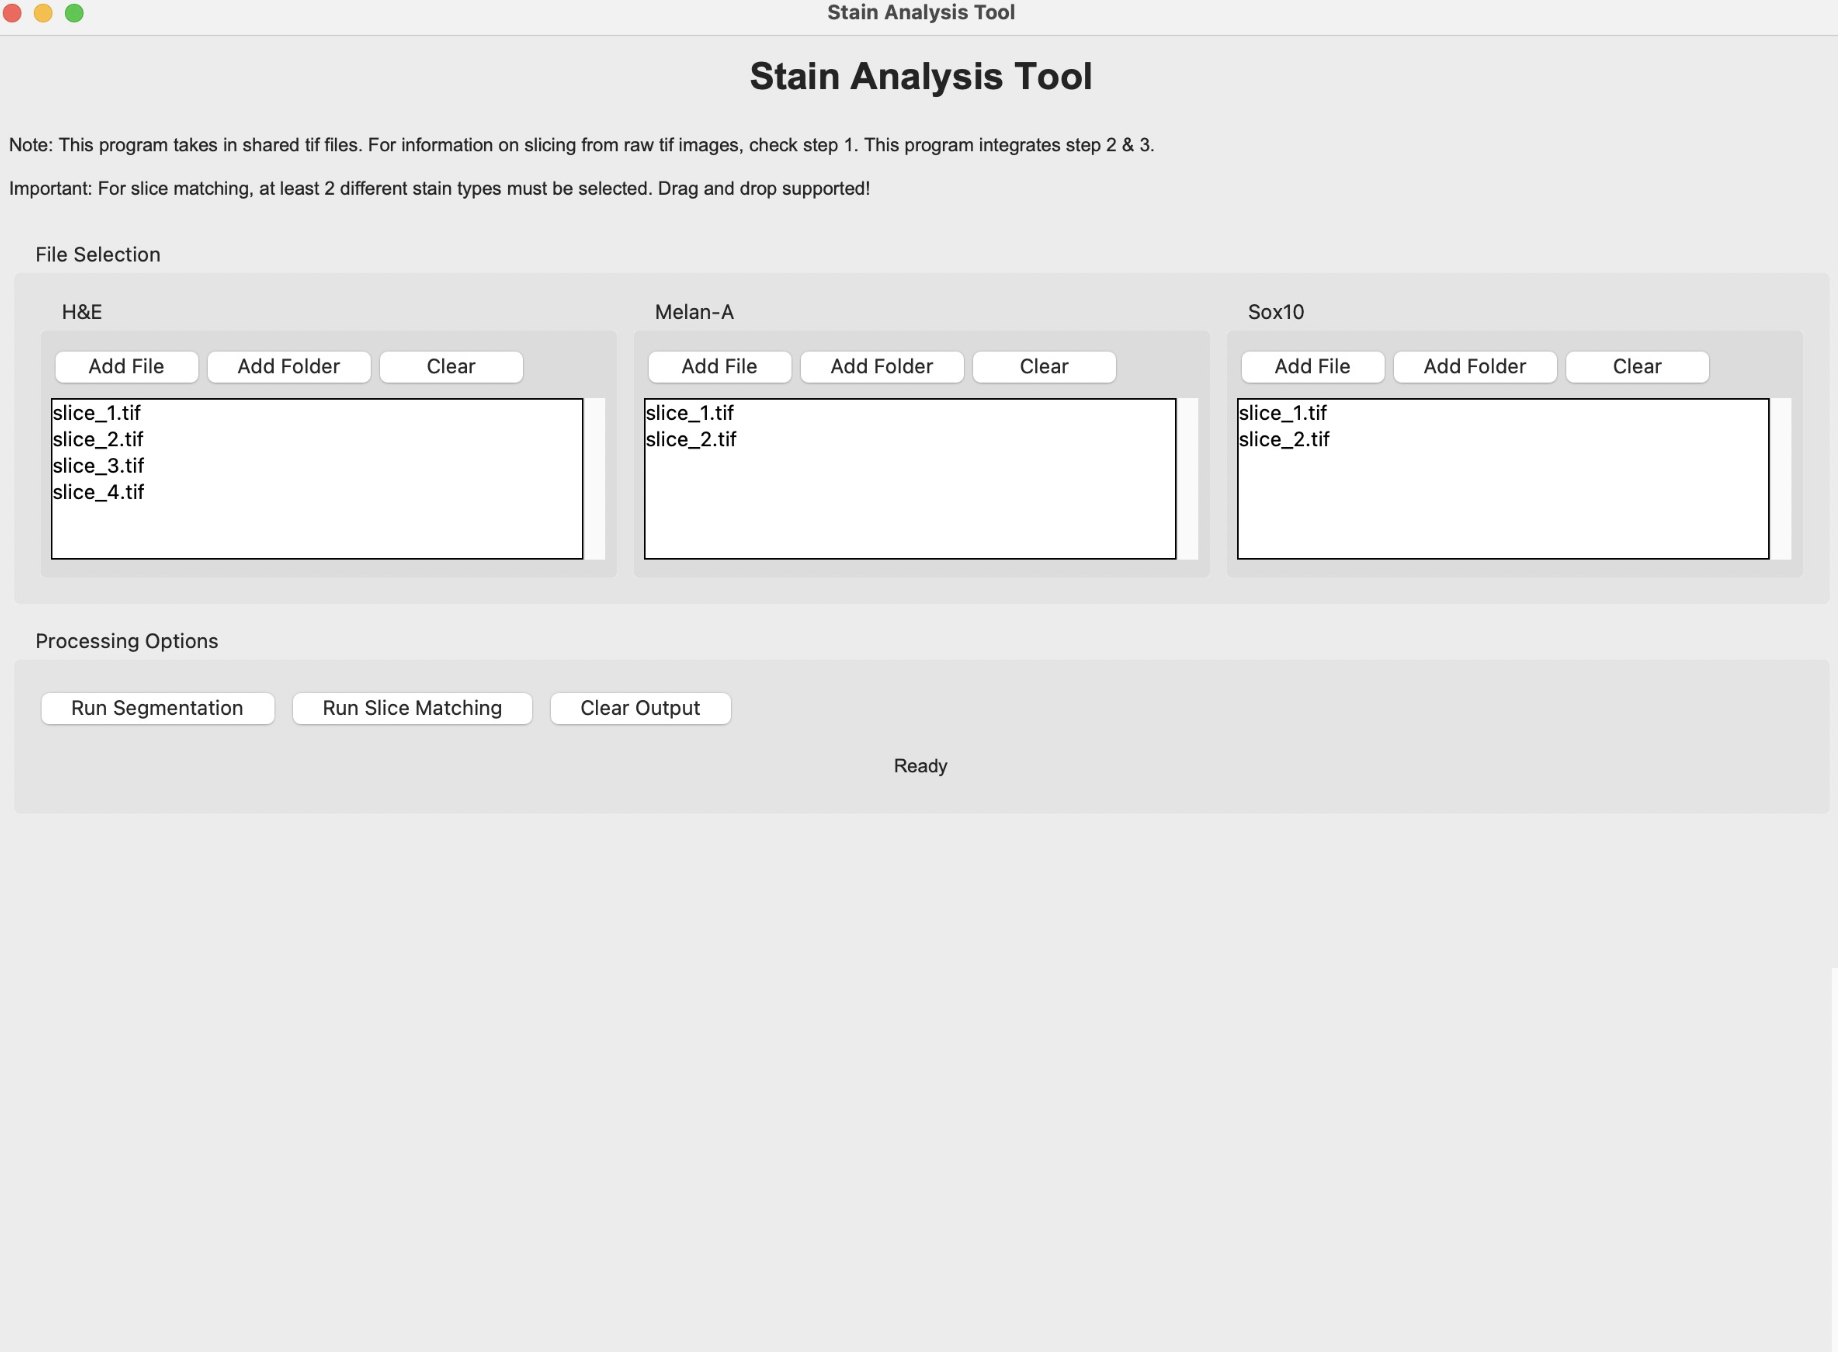 Stain Analysis Tool
Stain Analysis Tool
Note: This program takes in shared tif files. For information on slicing from raw tif images, check step 1. This program integrates step 2 & 3.
Important: For slice matching, at least 2 different stain types must be selected. Drag and drop supported!
File Selection
H&E
Add File Add Folder Clear
slice_1.tif
slice_2.tif
slice_3.tif
slice_4.tif
Melan-A
Add File Add Folder Clear
slice_1.tif
slice_2.tif
Sox10
Add File Add Folder Clear
slice_1.tif
slice_2.tif
Processing Options
Run Segmentation Run Slice Matching Clear Output
Ready